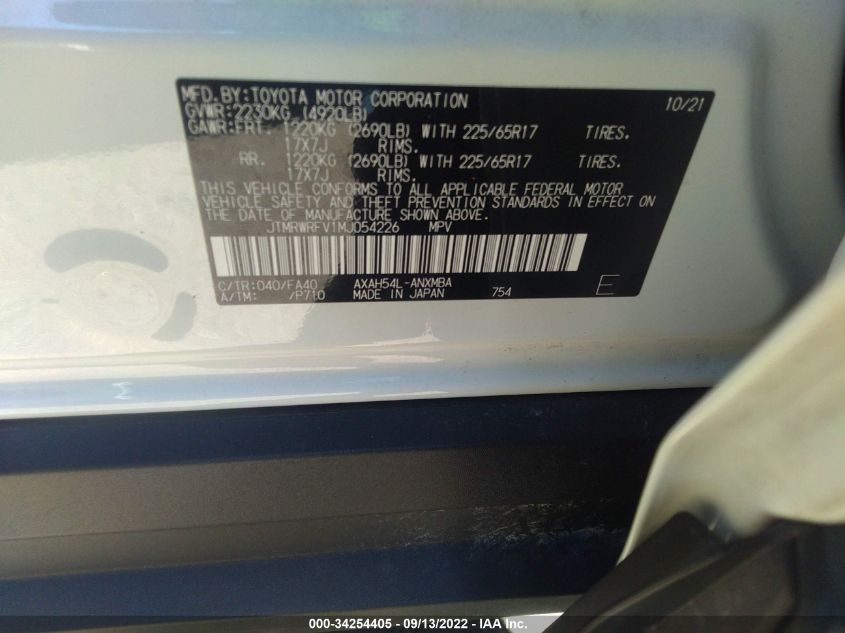 MFD.BY:TOYOTA MOTOR CORPORATION 10/21
GVWR:2230KG (4920LB)
GAWR:FRT. 1220KG (2690LB) WITH 225/65R17 TIRES.
17X7J RIMS.
RR. 1220KG (2690LB) WITH 225/65R17 TIRES.
17X7J RIMS.
THIS VEHICLE CONFORMS TO ALL APPLICABLE FEDERAL MOTOR
VEHICLE SAFETY AND THEFT PREVENTION STANDARDS IN EFFECT ON
THE DATE OF MANUFACTURE SHOWN ABOVE.
JTMRWRFV1MJ054226 MPV
C/TR:040/FA40 AXAH54L-ANXMBA
A/TM: /P710 MADE IN JAPAN 754 E
000-34254405 - 09/13/2022 - IAA Inc.